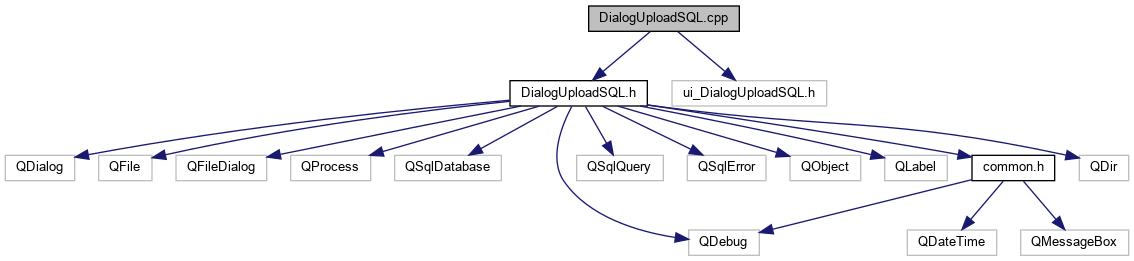 DialogUploadSQL.cpp
DialogUploadSQL.h
ui_DialogUploadSQL.h
QDialog
QFile
QFileDialog
QProcess
QSqlDatabase
QSqlQuery
QSqlError
QObject
QLabel
common.h
QDir
QDebug
QDateTime
QMessageBox